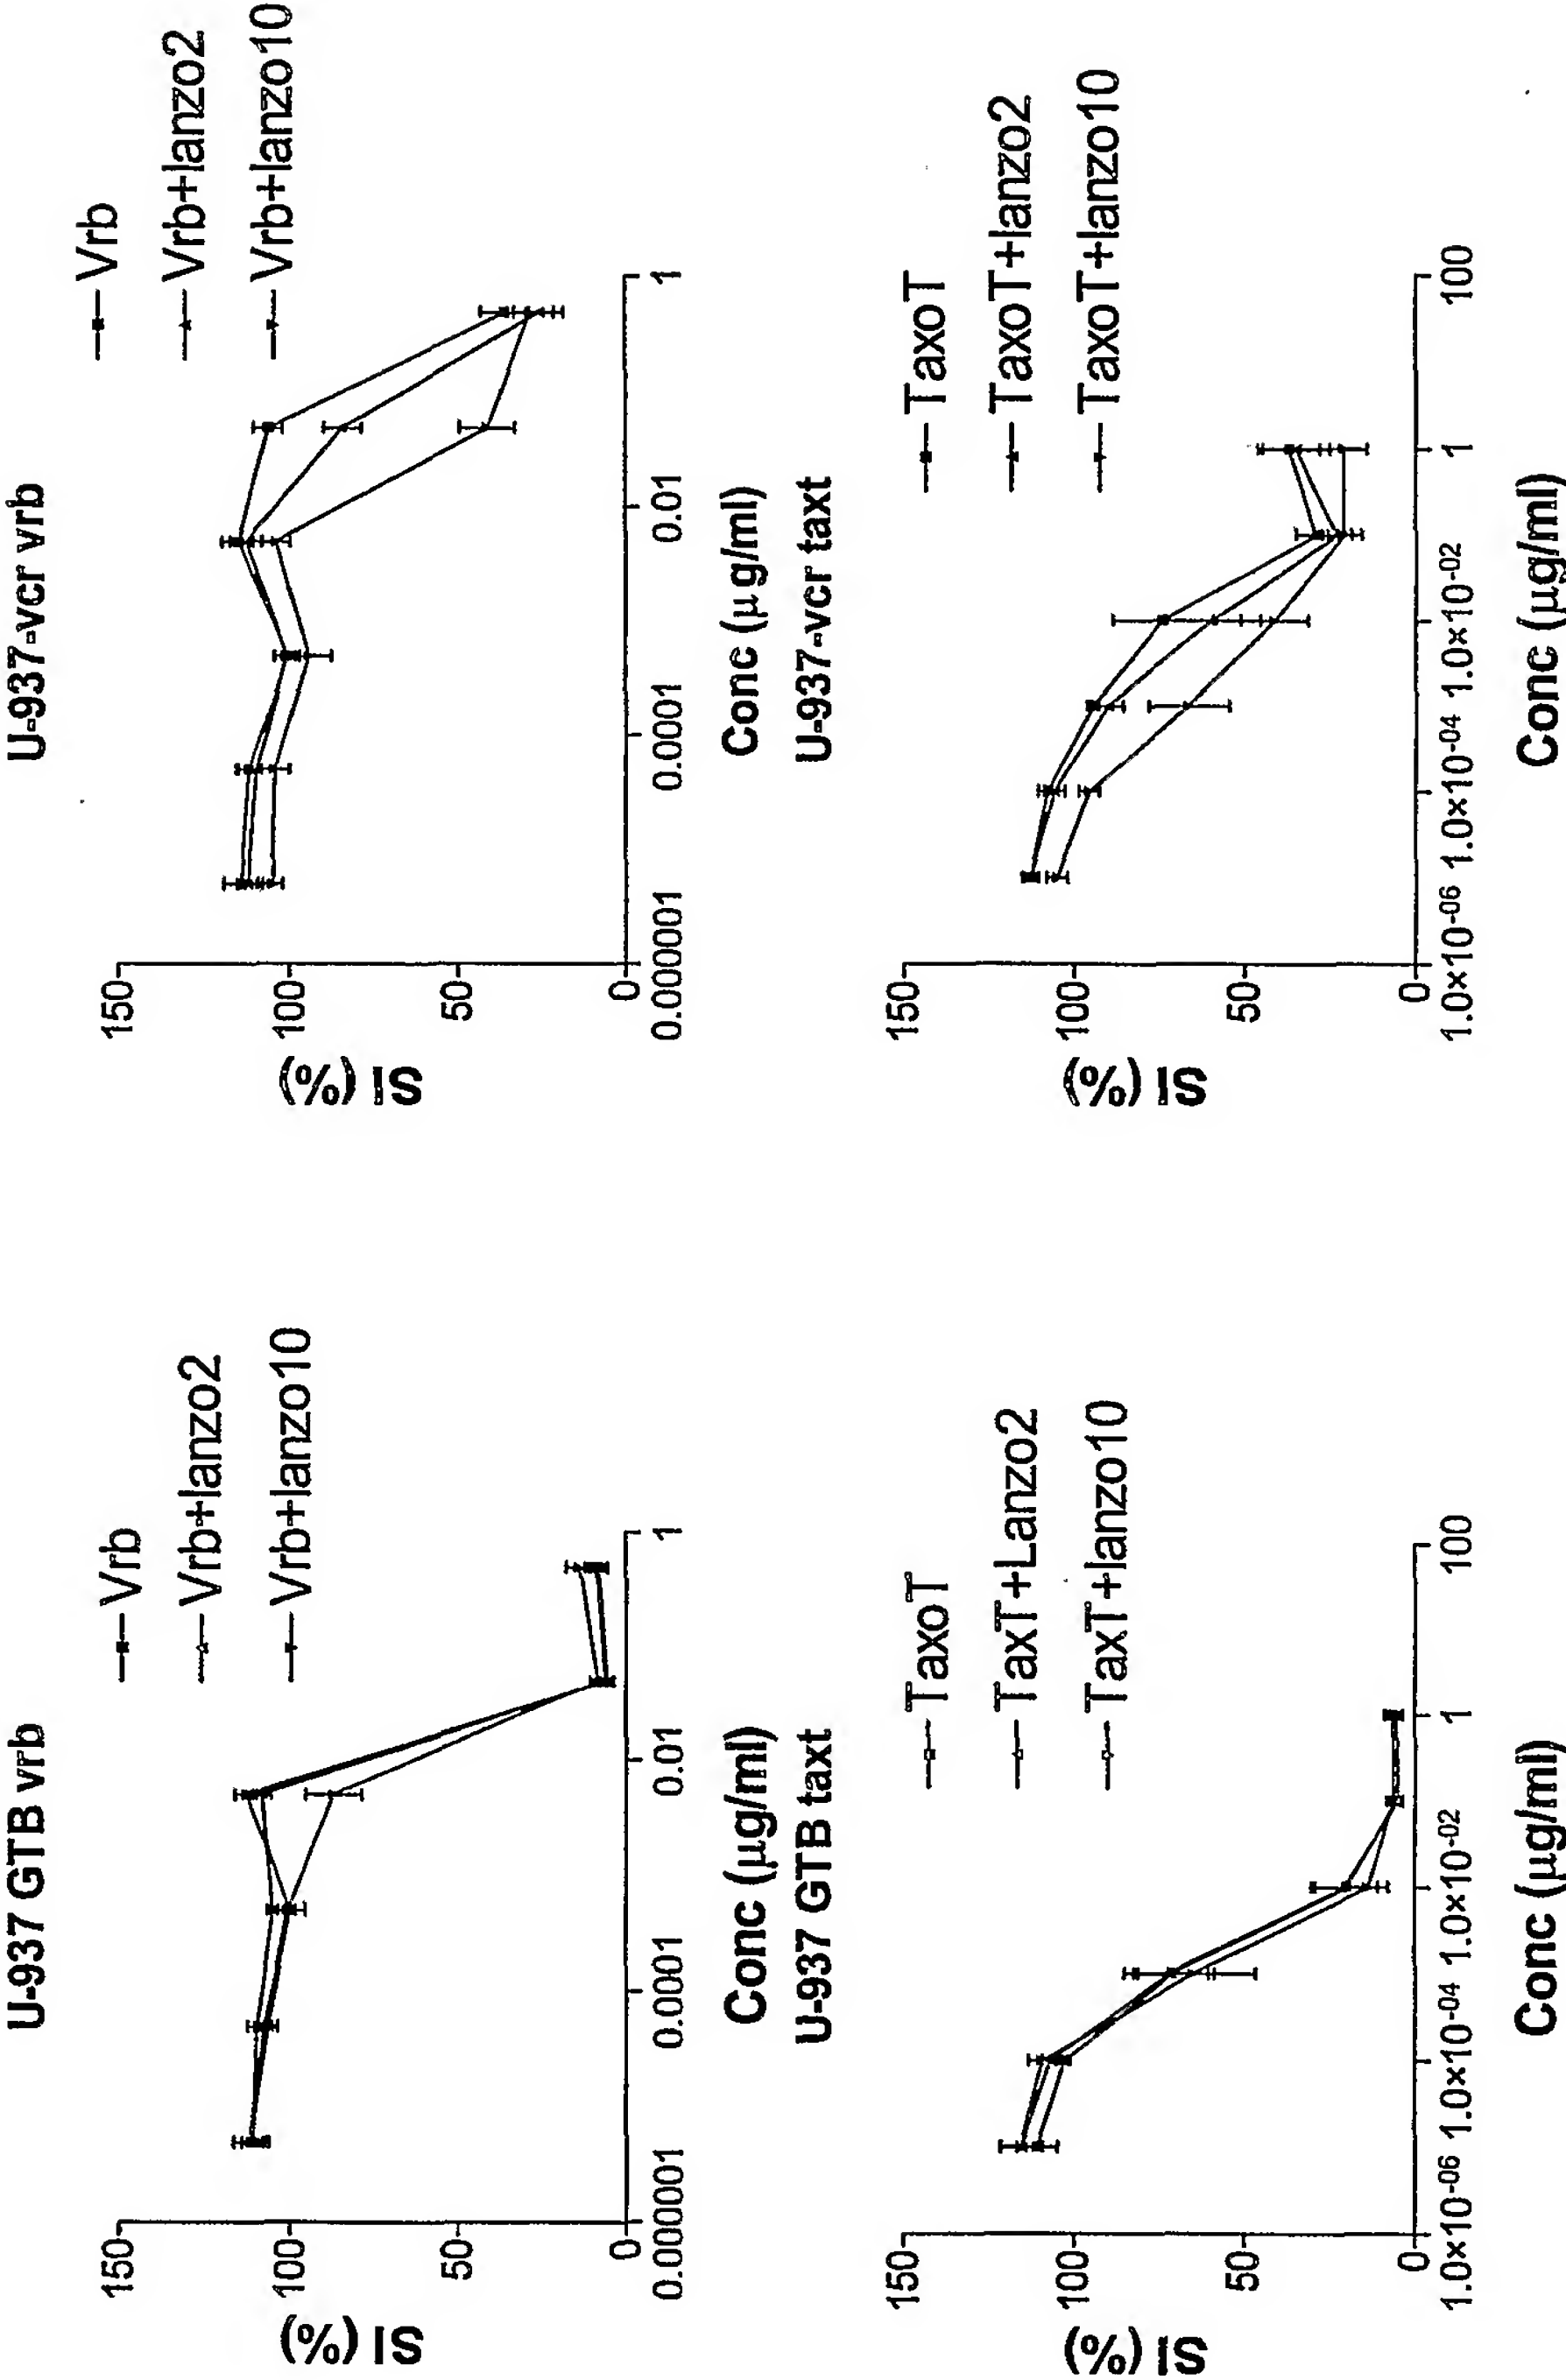 U-937 GTB vrb
Vrb
Vrb+lanzo2
Vrb+lanzo10
SI (%)
150
100
50
0
0.000001
0.0001
0.01
1
Conc (µg/ml)
U-937-vcr vrb
Vrb
Vrb+lanzo2
Vrb+lanzo10
SI (%)
150
100
50
0
0.000001
0.0001
0.01
1
Conc (µg/ml)
U-937 GTB taxt
TaxoT
TaxT+Lanzo2
TaxT+lanzo10
SI (%)
150
100
50
0
1.0×10-06
1.0×10-04
1.0×10-02
1
100
Conc (µg/ml)
U-937-vcr taxt
TaxoT
TaxoT+lanzo2
TaxoT+lanzo10
SI (%)
150
100
50
0
1.0×10-06
1.0×10-04
1.0×10-02
1
100
Conc (µg/ml)